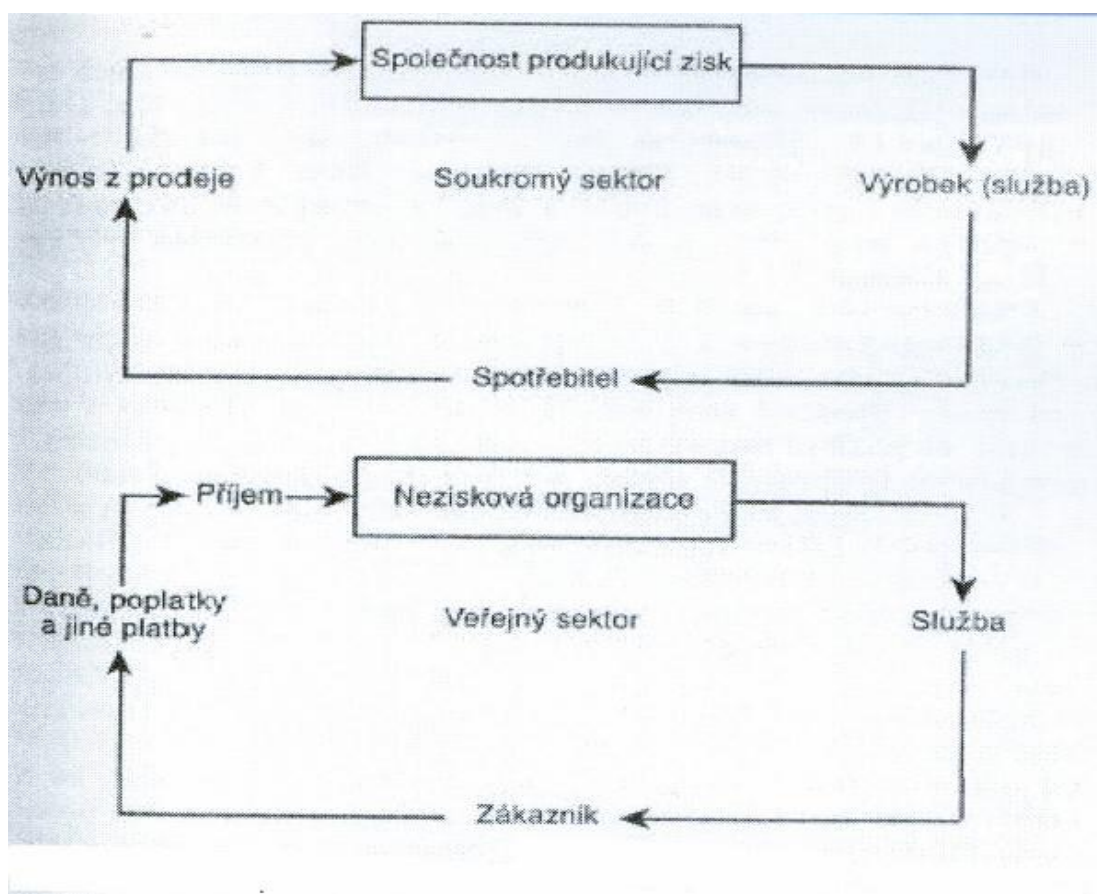 Společnost produkující zisk
Výnos z prodeje
Soukromý sektor
Výrobek (služba)
Spotřebitel
Příjem
Nezisková organizace
Daně, poplatky
a jiné platby
Veřejný sektor
Služba
Zákazník